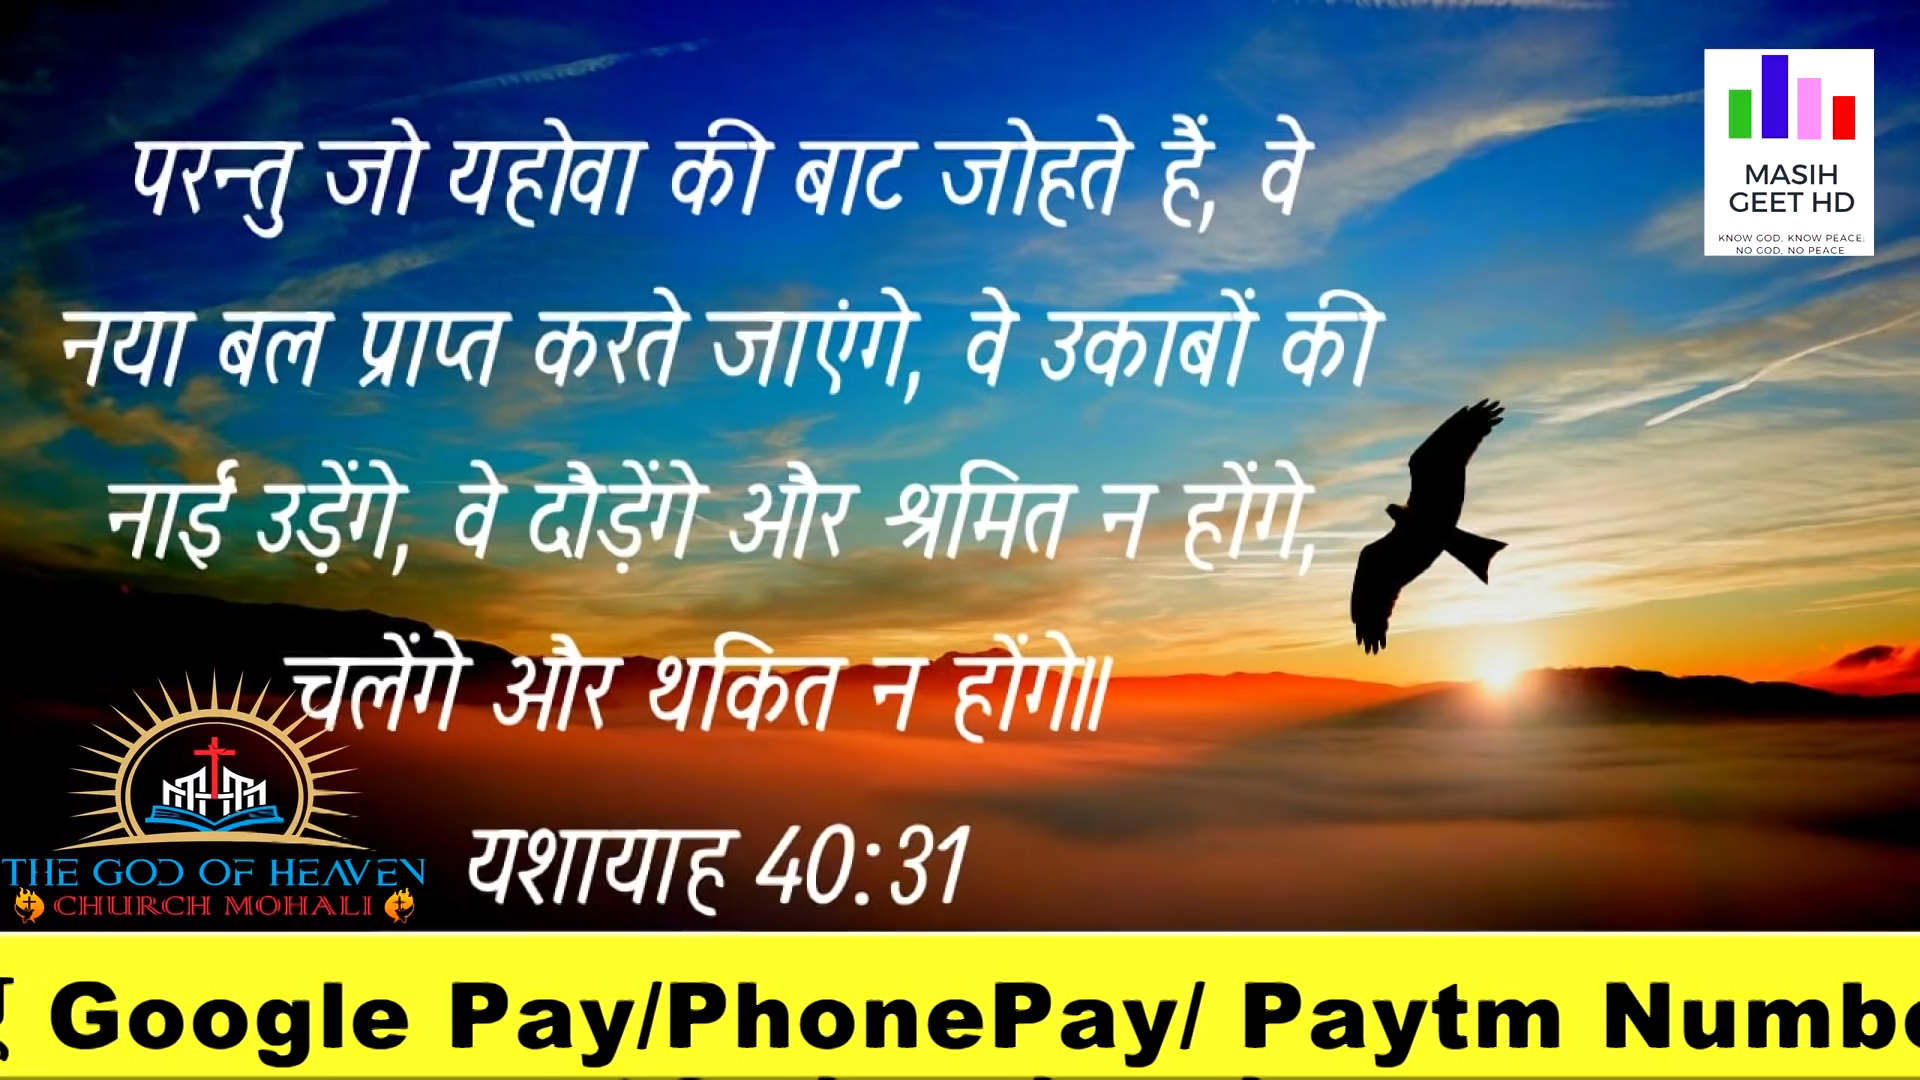 परन्तु जो यहोवा की बाट जोहते हैं, वे
नया बल प्राप्त करते जाएंगे, वे उकाबों की
नाईं उड़ेंगे, वे दौड़ेंगे और श्रमित न होंगे,
चलेंगे और थकित न होंगे॥
यशायाह 40:31
MASIH
GEET HD
KNOW GOD, KNOW PEACE;
NO GOD, NO PEACE.
THE GOD OF HEAVEN
CHURCH MOHALI
Google Pay/PhonePay/ Paytm